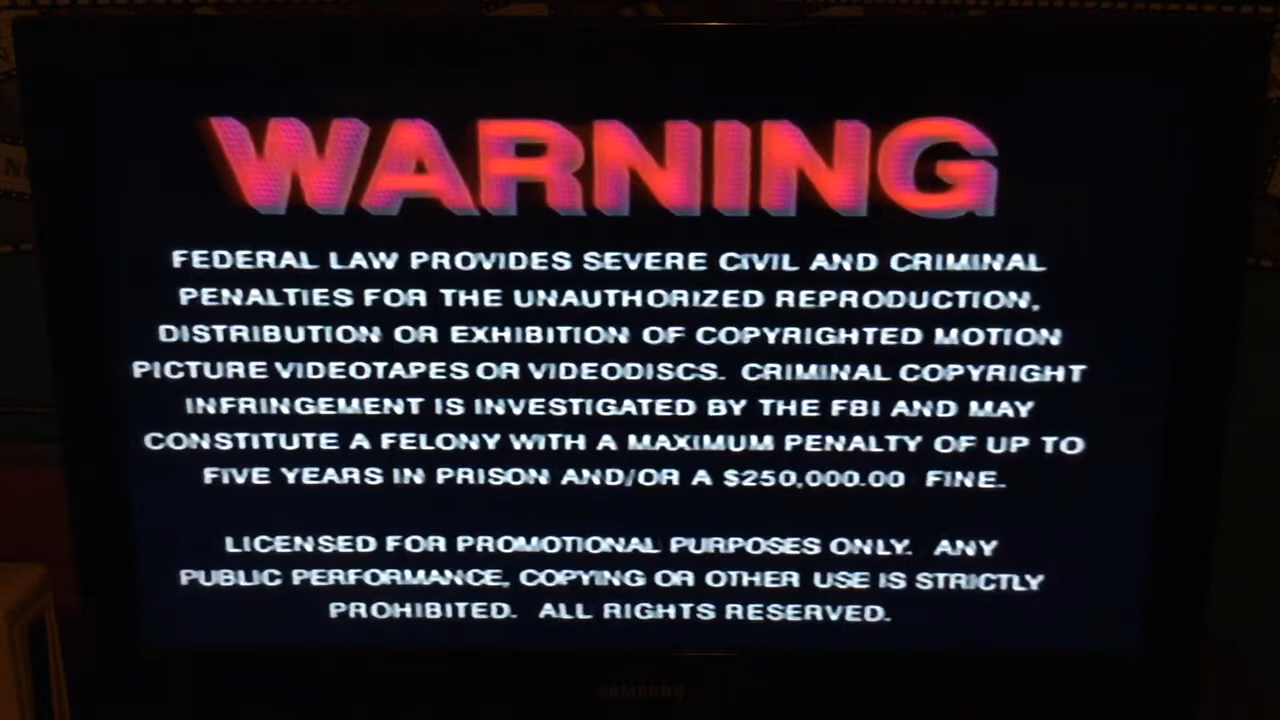 WARNING
FEDERAL LAW PROVIDES SEVERE CIVIL AND CRIMINAL
PENALTIES FOR THE UNAUTHORIZED REPRODUCTION,
DISTRIBUTION OR EXHIBITION OF COPYRIGHTED MOTION
PICTURE VIDEOTAPES OR VIDEODISCS. CRIMINAL COPYRIGHT
INFRINGEMENT IS INVESTIGATED BY THE FBI AND MAY
CONSTITUTE A FELONY WITH A MAXIMUM PENALTY OF UP TO
FIVE YEARS IN PRISON AND/OR A $250,000.00 FINE.
LICENSED FOR PROMOTIONAL PURPOSES ONLY. ANY
PUBLIC PERFORMANCE, COPYING OR OTHER USE IS STRICTLY
PROHIBITED. ALL RIGHTS RESERVED.
SAMSUNG